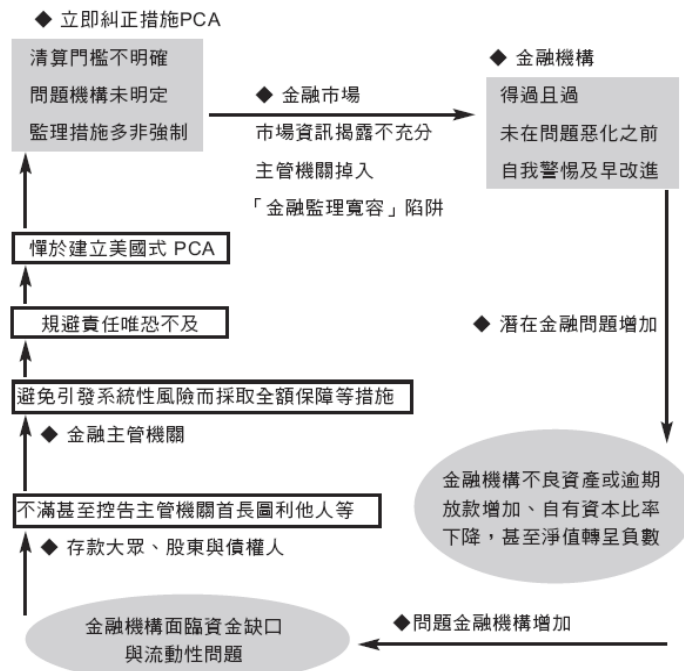 ◆ 立即糾正措施PCA
清算門檻不明確
問題機構未明定
監理措施多非強制
◆ 金融市場
市場資訊揭露不充分
主管機關掉入
「金融監理寬容」陷阱
◆ 金融機構
得過且過
未在問題惡化之前
自我警惕及早改進
◆ 潛在金融問題增加
金融機構不良資產或逾期
放款增加、自有資本比率
下降，甚至淨值轉呈負數
◆問題金融機構增加
金融機構面臨資金缺口
與流動性問題
◆ 存款大眾、股東與債權人
不滿甚至控告主管機關首長圖利他人等
◆ 金融主管機關
避免引發系統性風險而採取全額保障等措施
規避責任唯恐不及
憚於建立美國式 PCA